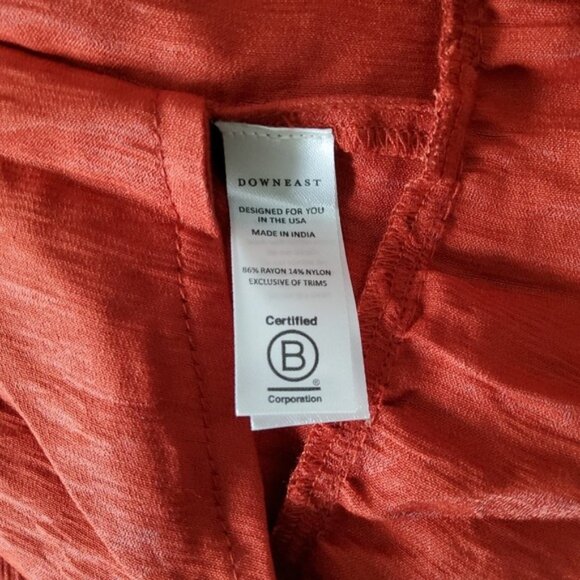 DOWNEAST
DESIGNED FOR YOU
IN THE USA
MADE IN INDIA
86% RAYON 14% NYLON
EXCLUSIVE OF TRIMS
Certified
B
®
Corporation